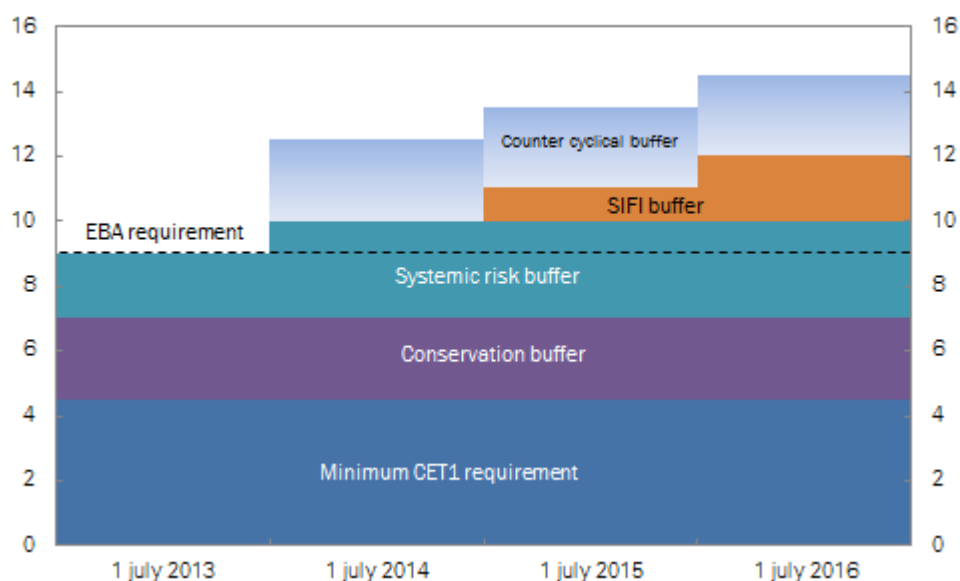 16 16
14 14
Counter cyclical buffer
12 12
SIFI buffer
10 10
EBA requirement
8 8
Systemic risk buffer
6 6
Conservation buffer
4 4
Minimum CET1 requirement
2 2
0 0
1 july 2013 1 july 2014 1 july 2015 1 july 2016